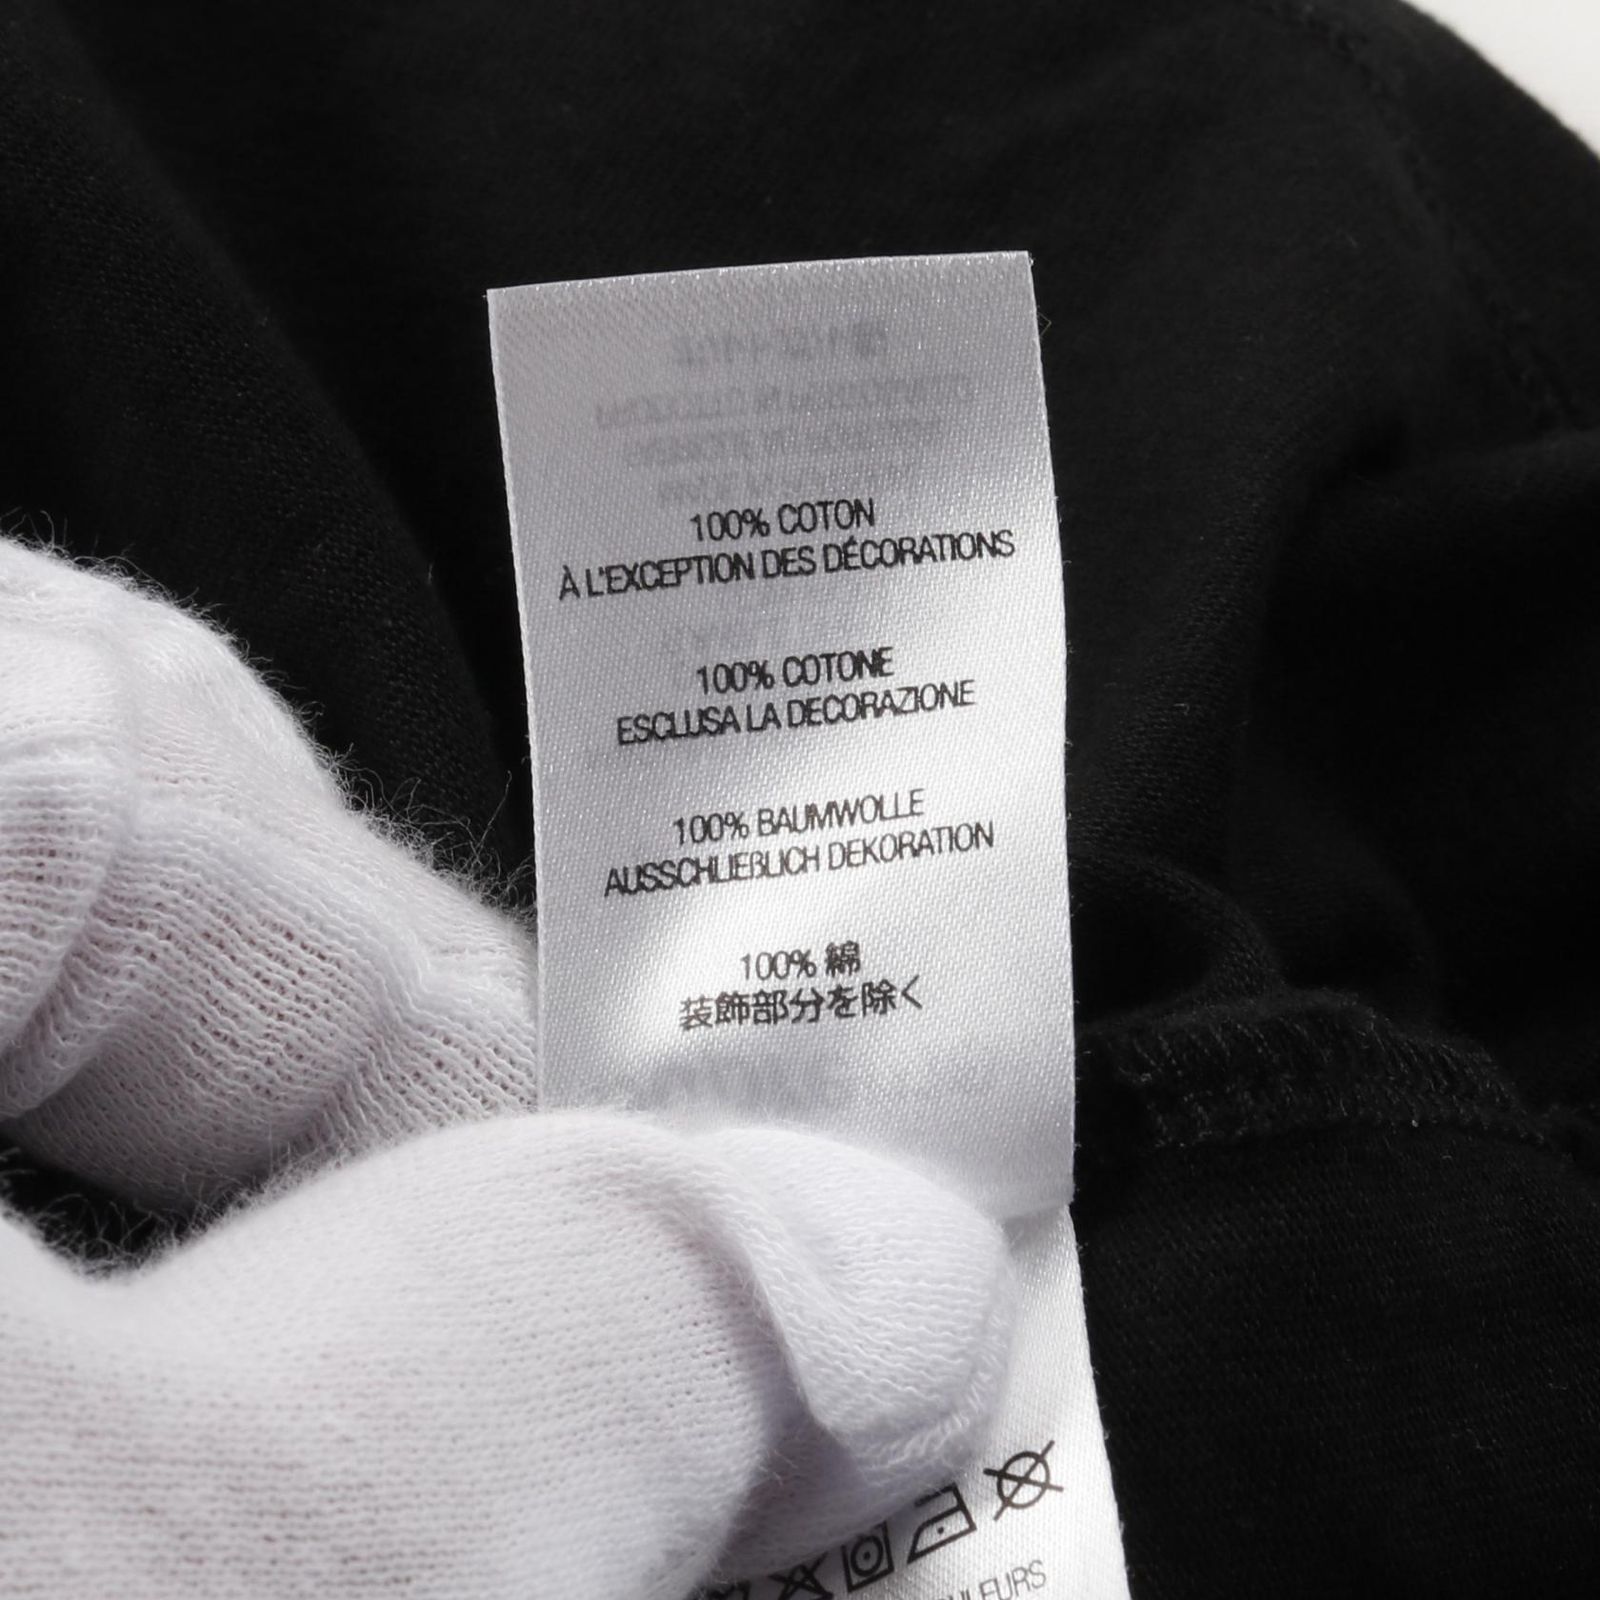 100% COTON
À L'EXCEPTION DES DÉCORATIONS
100% COTONE
ESCLUSA LA DECORAZIONE
100% BAUMWOLLE
AUSSCHLIEßLICH DEKORATION
100% 綿
装飾部分を除く